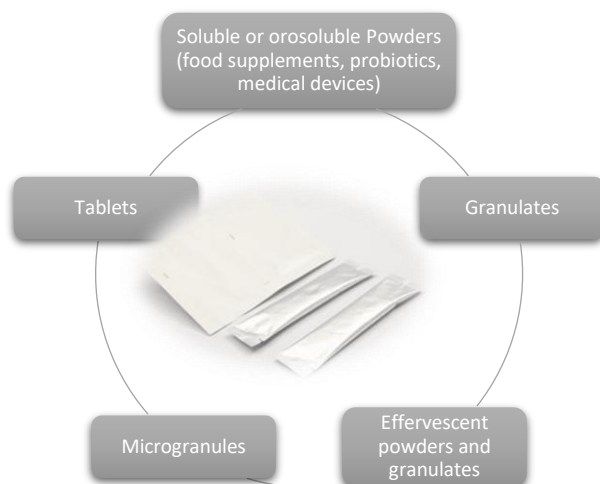 Soluble or orosoluble Powders
(food supplements, probiotics,
medical devices)
Tablets
Granulates
Microgranules
Effervescent
powders and
granulates